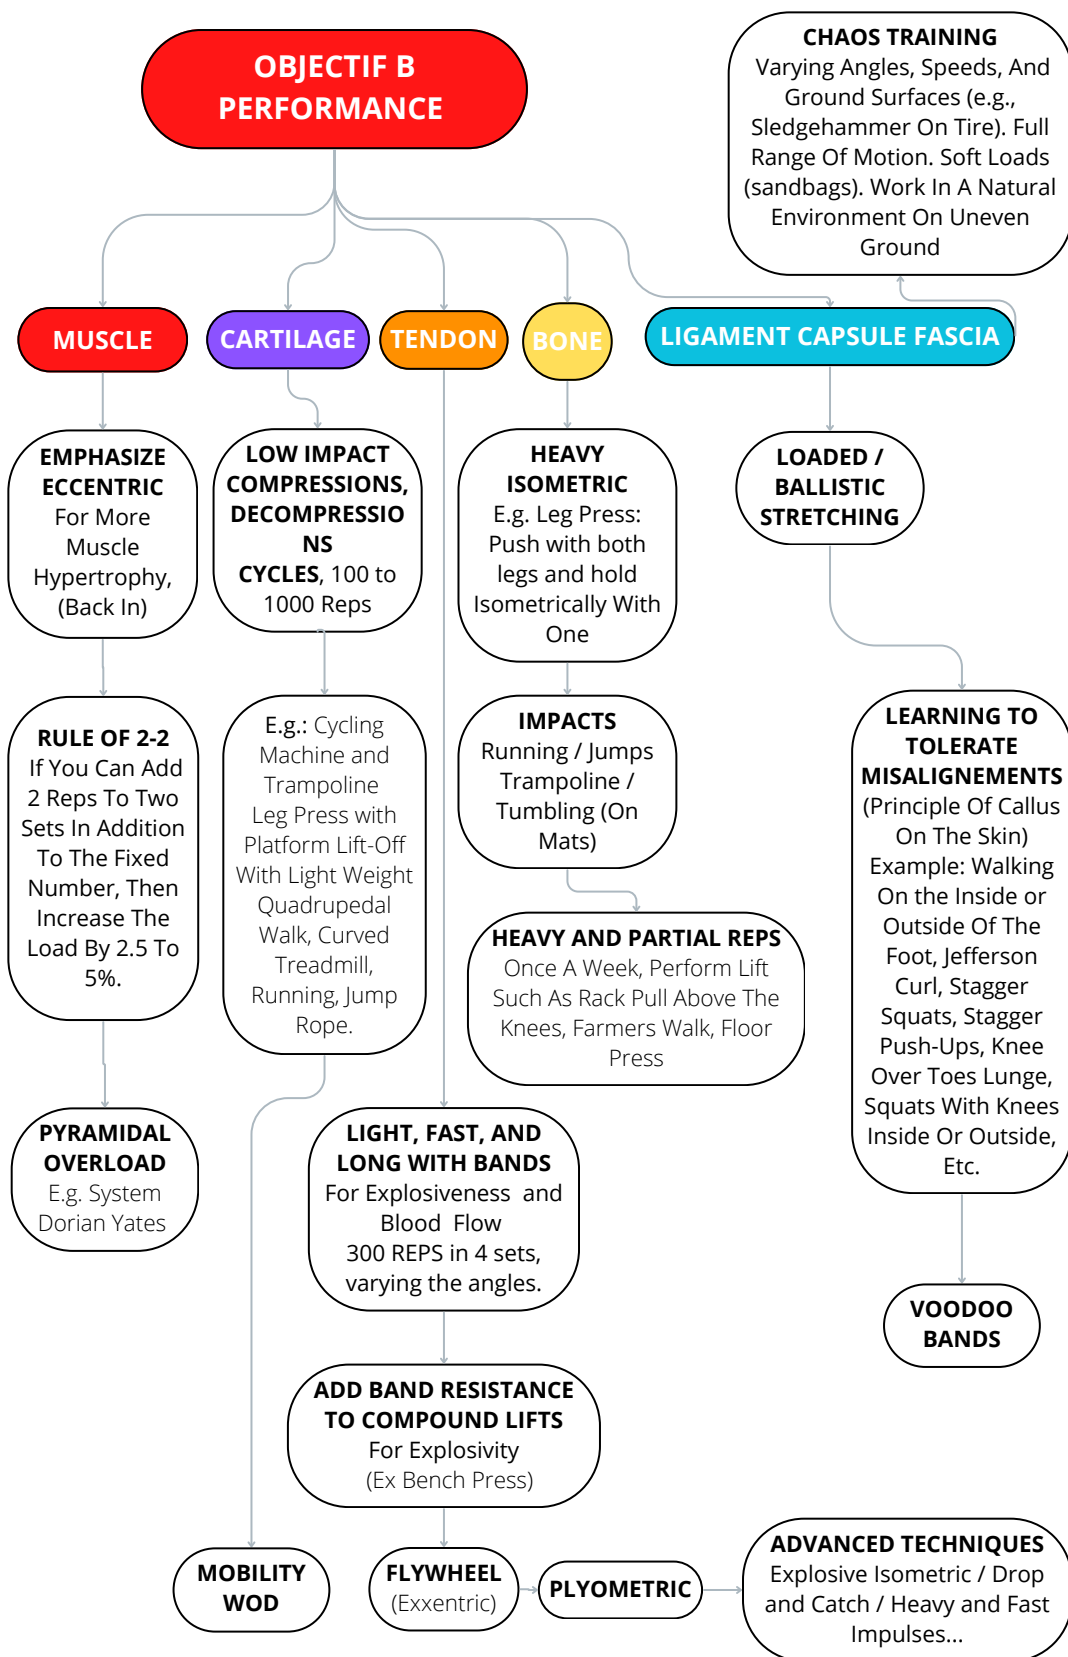 OBJECTIF B
PERFORMANCE
CHAOS TRAINING
Varying Angles, Speeds, And
Ground Surfaces (e.g.,
Sledgehammer On Tire). Full
Range Of Motion. Soft Loads
(sandbags). Work In A Natural
Environment On Uneven
Ground
MUSCLE
CARTILAGE
TENDON
BONE
LIGAMENT CAPSULE FASCIA
EMPHASIZE
ECCENTRIC
For More
Muscle
Hypertrophy,
(Back In)
RULE OF 2-2
If You Can Add
2 Reps To Two
Sets In Addition
To The Fixed
Number, Then
Increase The
Load By 2.5 To
5%.
PYRAMIDAL
OVERLOAD
E.g. System
Dorian Yates
LOW IMPACT
COMPRESSIONS,
DECOMPRESSIO
NS
CYCLES, 100 to
1000 Reps
E.g.: Cycling
Machine and
Trampoline
Leg Press with
Platform Lift-Off
With Light Weight
Quadrupedal
Walk, Curved
Treadmill,
Running, Jump
Rope.
MOBILITY
WOD
LIGHT, FAST, AND
LONG WITH BANDS
For Explosiveness and
Blood Flow
300 REPS in 4 sets,
varying the angles.
ADD BAND RESISTANCE
TO COMPOUND LIFTS
For Explosivity
(Ex Bench Press)
FLYWHEEL
(Exxentric)
PLYOMETRIC
ADVANCED TECHNIQUES
Explosive Isometric / Drop
and Catch / Heavy and Fast
Impulses...
HEAVY
ISOMETRIC
E.g. Leg Press:
Push with both
legs and hold
Isometrically With
One
IMPACTS
Running / Jumps
Trampoline /
Tumbling (On
Mats)
HEAVY AND PARTIAL REPS
Once A Week, Perform Lift
Such As Rack Pull Above The
Knees, Farmers Walk, Floor
Press
LOADED /
BALLISTIC
STRETCHING
LEARNING TO
TOLERATE
MISALIGNEMENTS
(Principle Of Callus
On The Skin)
Example: Walking
On the Inside or
Outside Of The
Foot, Jefferson
Curl, Stagger
Squats, Stagger
Push-Ups, Knee
Over Toes Lunge,
Squats With Knees
Inside Or Outside,
Etc.
VOODOO
BANDS